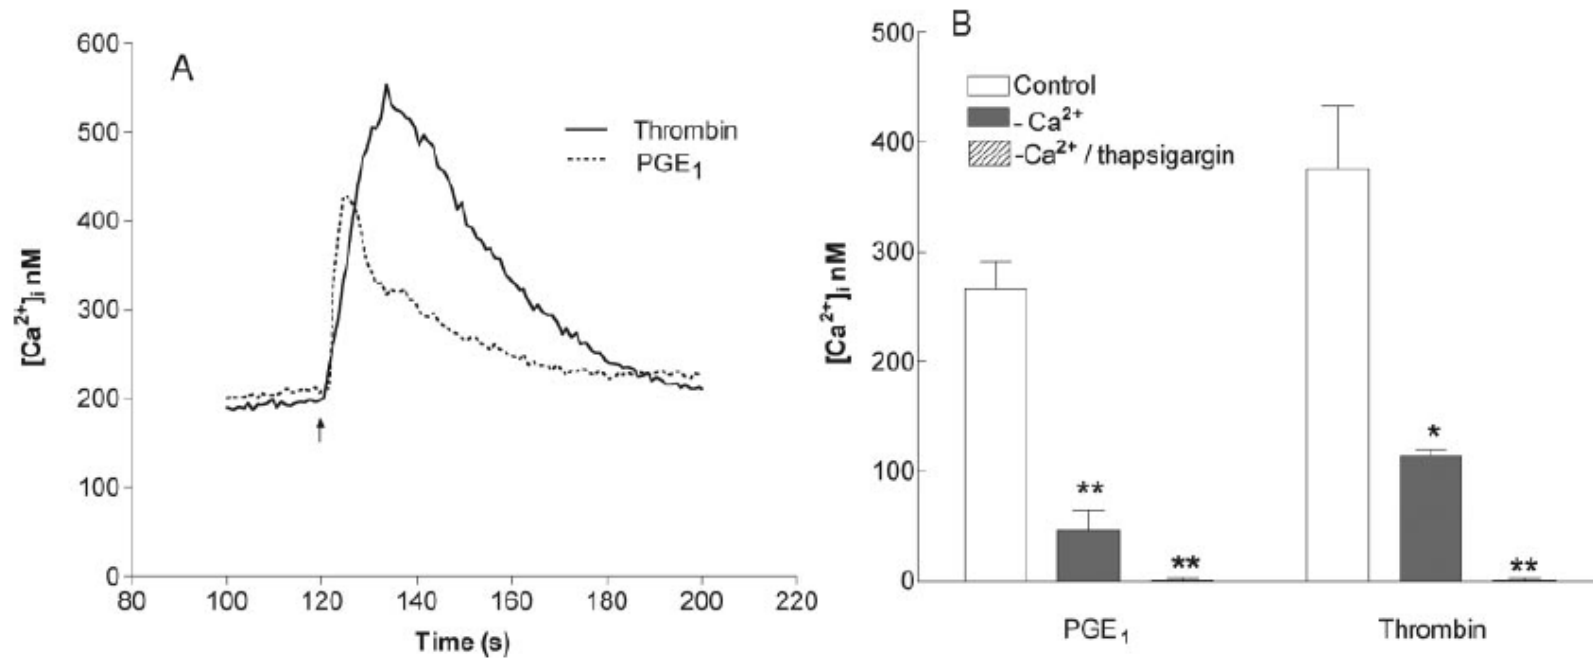 A
600
500
400
300
200
100
0
[Ca²⁺]ᵢ nM
Thrombin
PGE₁
80 100 120 140 160 180 200 220
Time (s)
B
500
400
300
200
100
0
[Ca²⁺]ᵢ nM
Control
- Ca²⁺
-Ca²⁺ / thapsigargin
**
**
*
**
PGE₁ Thrombin